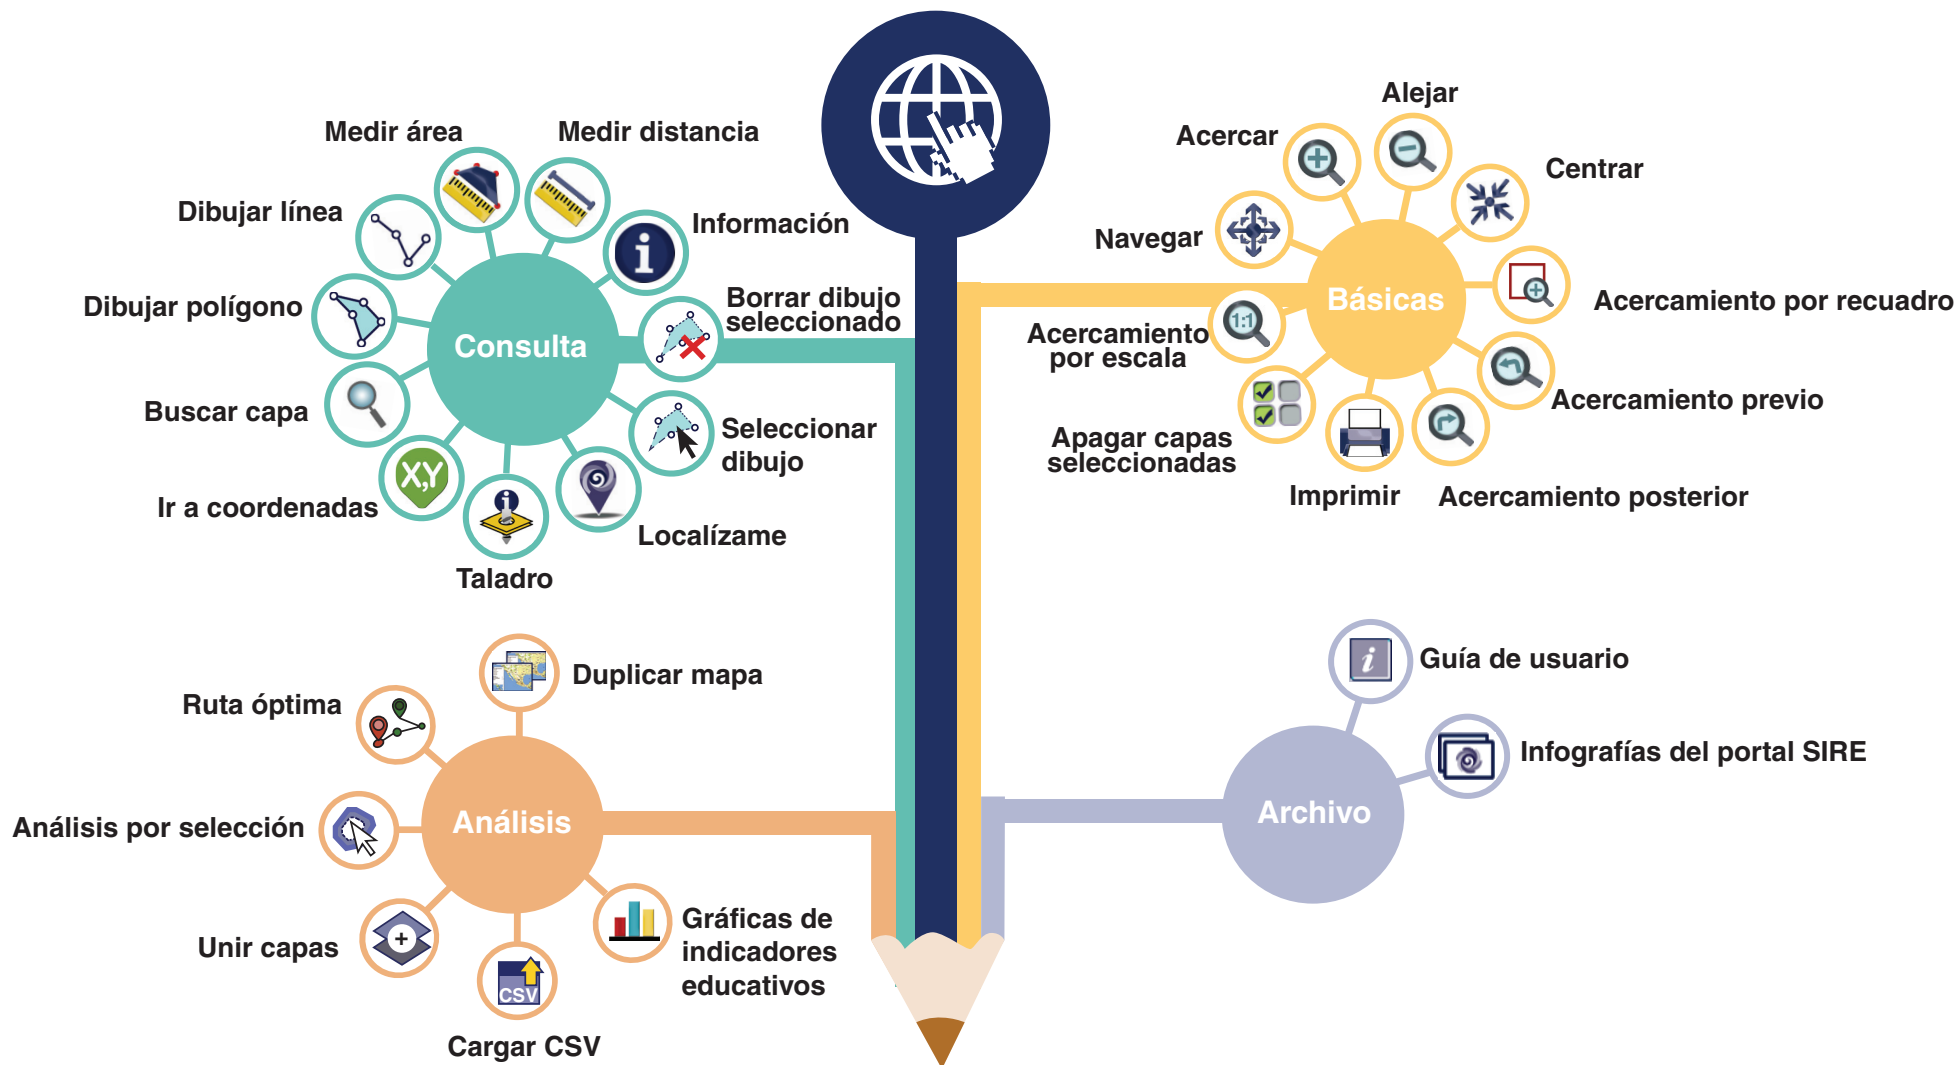 Medir área
Medir distancia
Dibujar línea
Información
i
Dibujar polígono
Borrar dibujo
seleccionado
Consulta
Buscar capa
Seleccionar
dibujo
X,Y
Ir a coordenadas
i
Localízame
Taladro
Alejar
Acercar
Centrar
Navegar
Básicas
Acercamiento por recuadro
1:1
Acercamiento
por escala
Acercamiento previo
Apagar capas
seleccionadas
Imprimir
Acercamiento posterior
Duplicar mapa
Ruta óptima
Análisis por selección
Análisis
Unir capas
Gráficas de
indicadores
educativos
CSV
Cargar CSV
i
Guía de usuario
Infografías del portal SIRE
Archivo